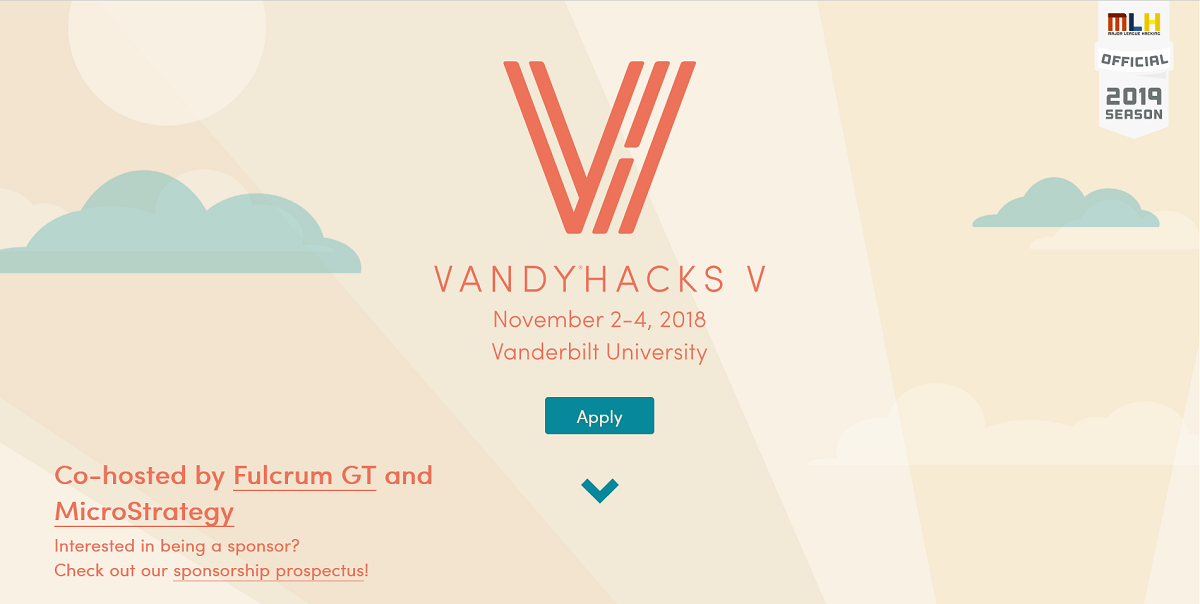 MLH
MAJOR LEAGUE HACKING
OFFICIAL
2019
SEASON
VANDY®HACKS V
November 2-4, 2018
Vanderbilt University
Apply
Co-hosted by Fulcrum GT and
MicroStrategy
Interested in being a sponsor?
Check out our sponsorship prospectus!